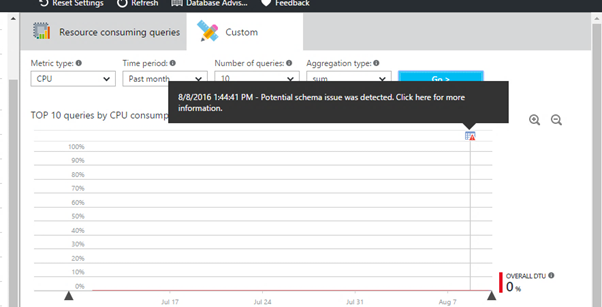 Reset Settings Refresh Database Advis... Feedback
Resource consuming queries Custom
Metric type: Time period: Number of queries: Aggregation type:
CPU Past month 10 sum Go >
8/8/2016 1:44:41 PM - Potential schema issue was detected. Click here for more
information.
TOP 10 queries by CPU consump
100%
90%
80%
70%
60%
50%
40%
30%
20%
10%
0%
OVERALL DTU
0 %
Jul 17 Jul 24 Jul 31 Aug 7